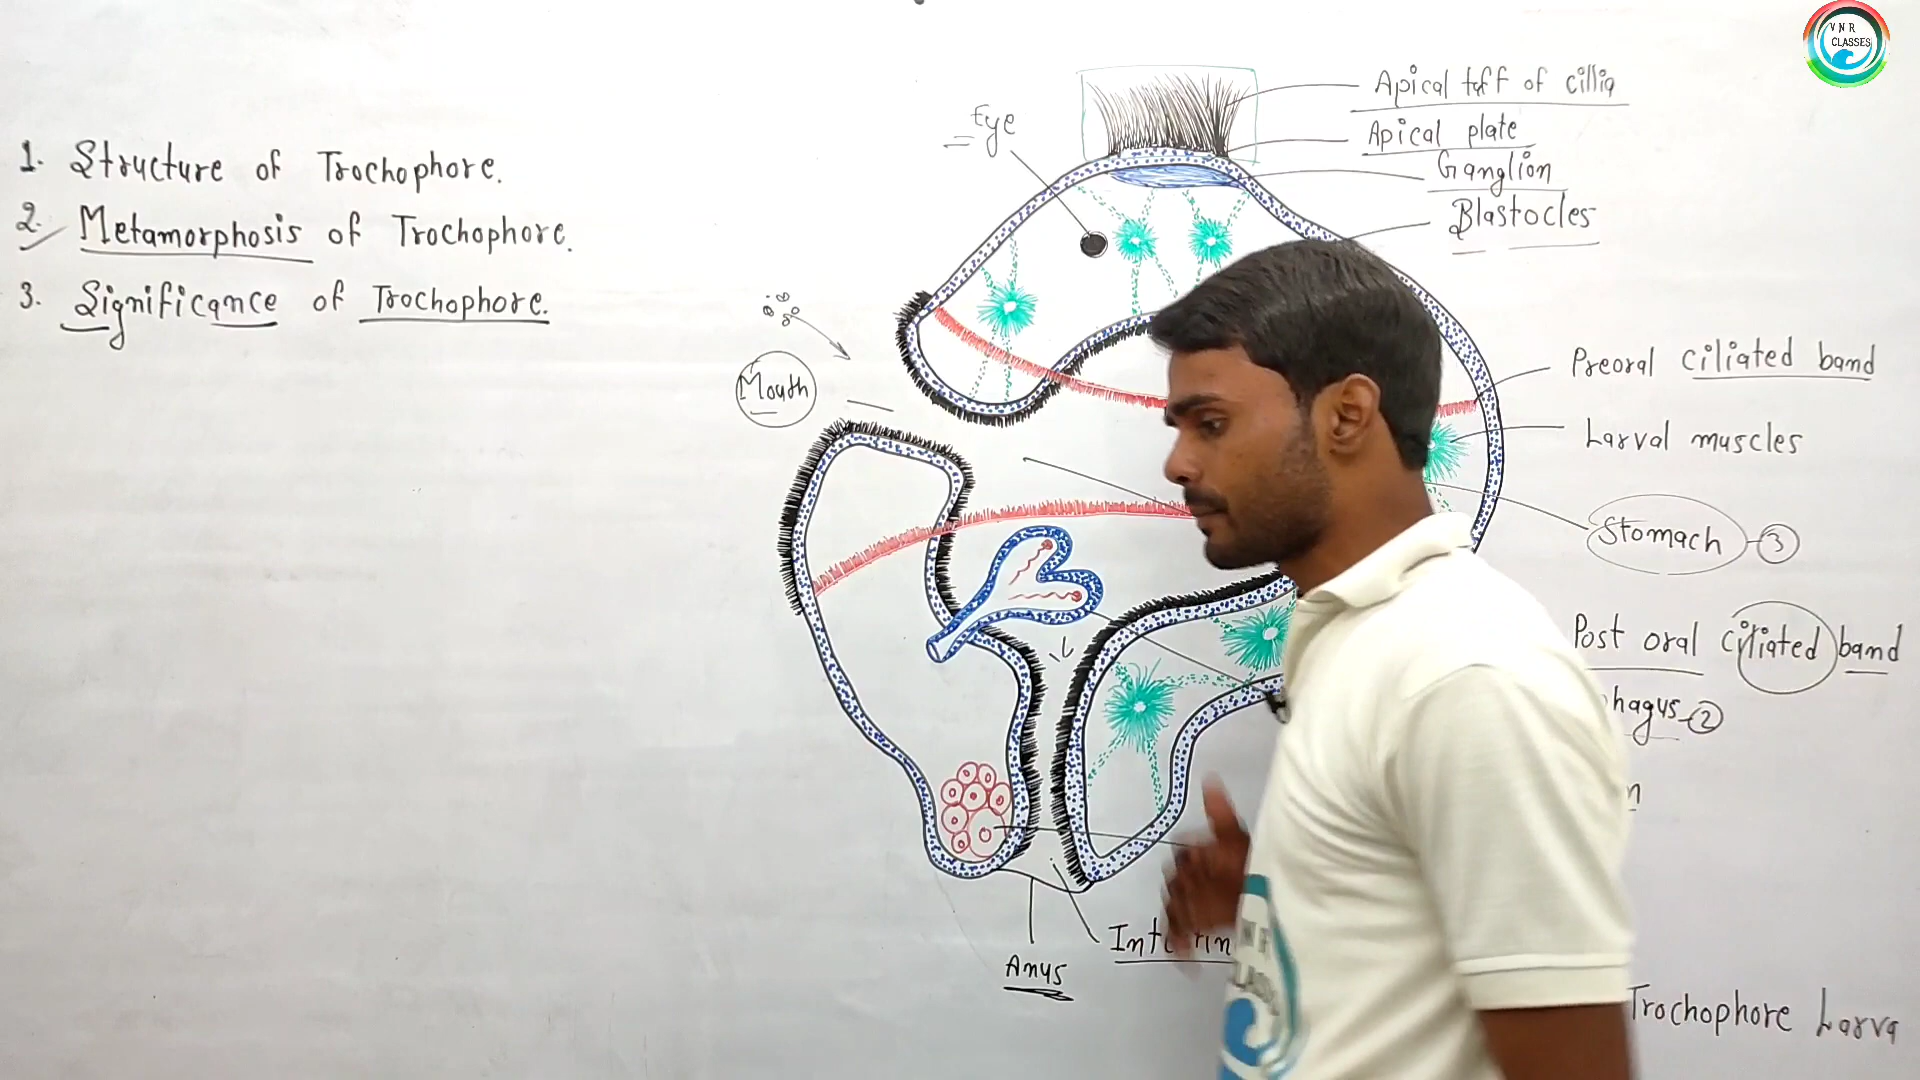 V N R
CLASSES
1. Structure of Trochophore.
2. Metamorphosis of Trochophore.
3. Significance of Trochophore.
Eye
Mouth
Apical tuff of cillia
Apical plate
Ganglion
Blastocles
Preoral ciliated band
Larval muscles
Stomach 3
Post oral ciliated band
hagus 2
Anus
Trochophore Larva